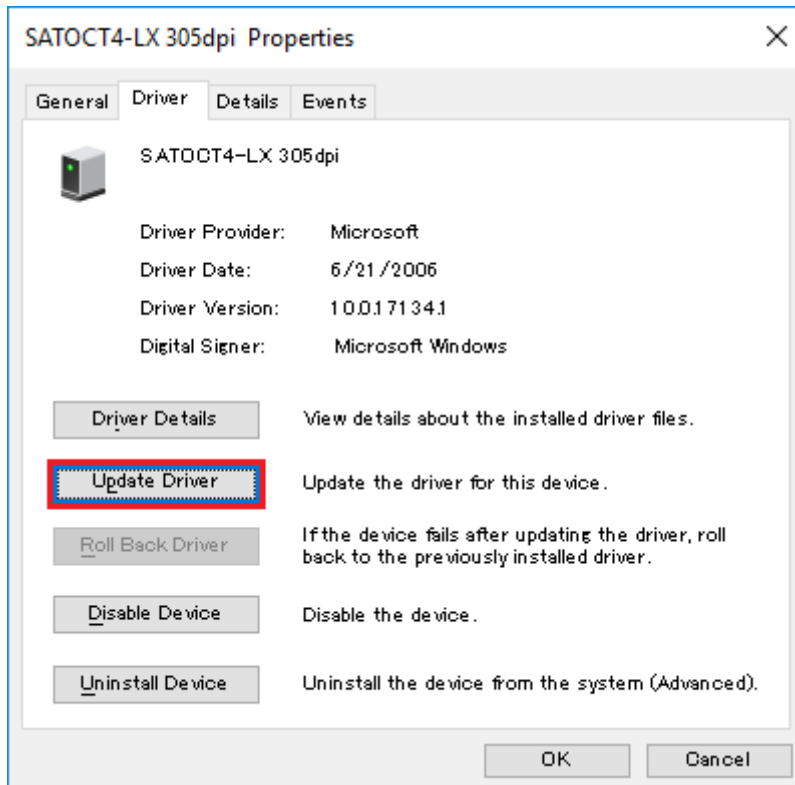 SATOCT4-LX 305dpi Properties
General Driver Details Events
SATOCT4-LX 305dpi
Driver Provider: Microsoft
Driver Date: 6/21/2006
Driver Version: 10.0.17134.1
Digital Signer: Microsoft Windows
Driver Details View details about the installed driver files.
Update Driver Update the driver for this device.
Roll Back Driver If the device fails after updating the driver, roll
back to the previously installed driver.
Disable Device Disable the device.
Uninstall Device Uninstall the device from the system (Advanced).
OK Cancel